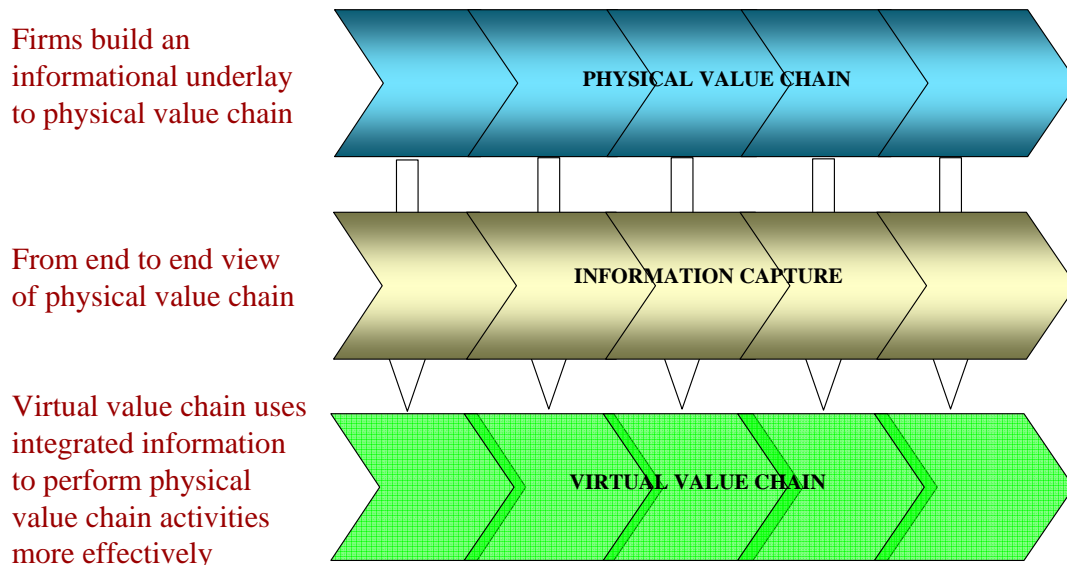 Firms build an
informational underlay
to physical value chain
PHYSICAL VALUE CHAIN
From end to end view
of physical value chain
INFORMATION CAPTURE
Virtual value chain uses
integrated information
to perform physical
value chain activities
more effectively
VIRTUAL VALUE CHAIN